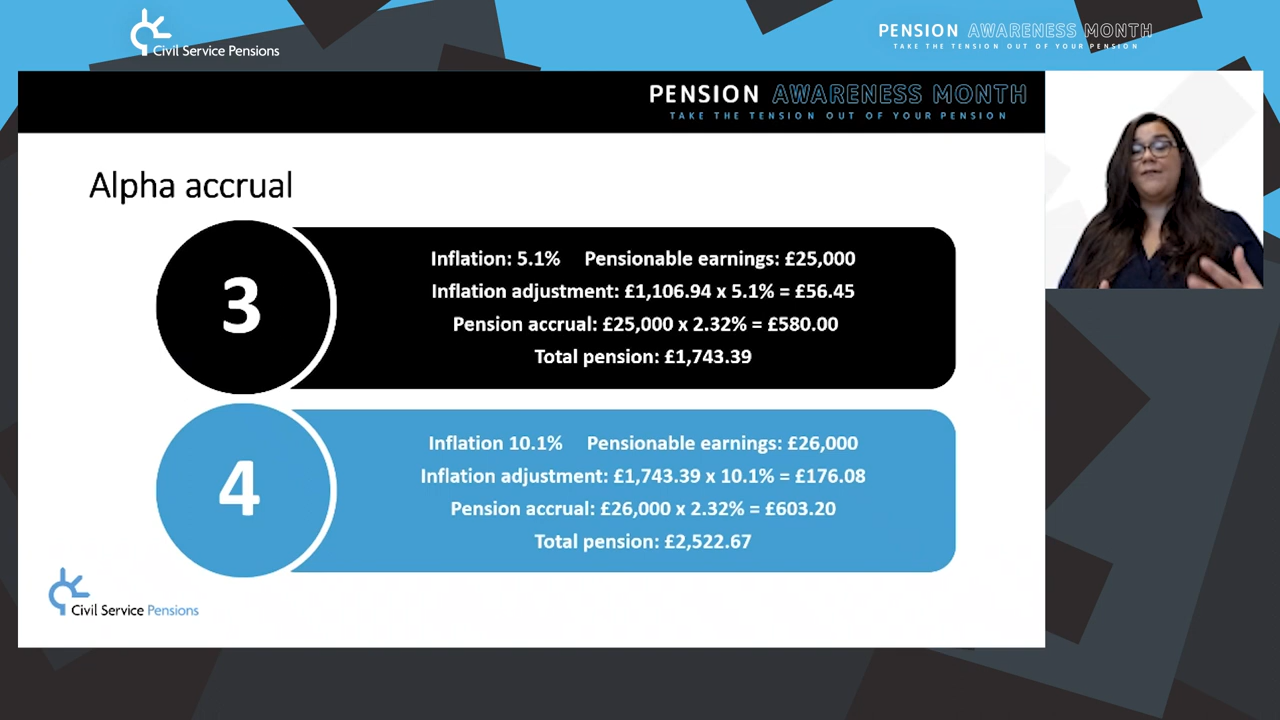 Civil Service Pensions
PENSION AWARENESS MONTH
TAKE THE TENSION OUT OF YOUR PENSION
PENSION AWARENESS MONTH
TAKE THE TENSION OUT OF YOUR PENSION
Alpha accrual
3
Inflation: 5.1% Pensionable earnings: £25,000
Inflation adjustment: £1,106.94 x 5.1% = £56.45
Pension accrual: £25,000 x 2.32% = £580.00
Total pension: £1,743.39
4
Inflation 10.1% Pensionable earnings: £26,000
Inflation adjustment: £1,743.39 x 10.1% = £176.08
Pension accrual: £26,000 x 2.32% = £603.20
Total pension: £2,522.67
Civil Service Pensions